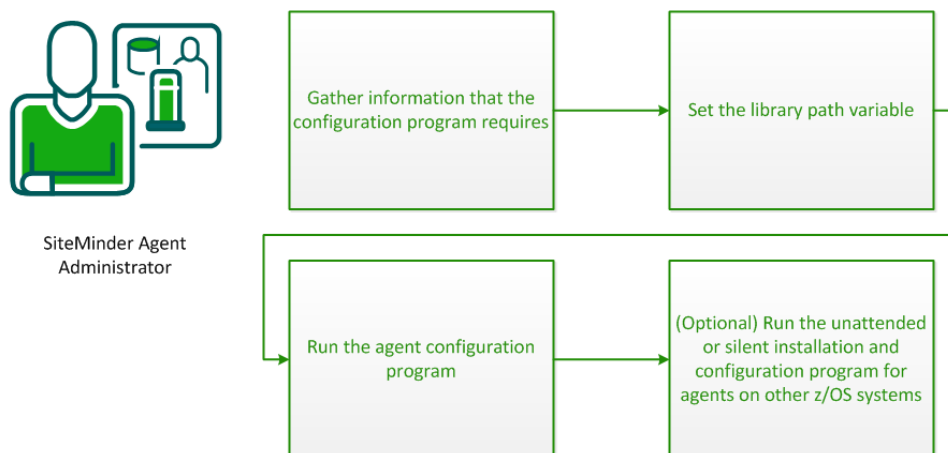 Gather information that the
configuration program requires
Set the library path variable
SiteMinder Agent
Administrator
Run the agent configuration
program
(Optional) Run the unattended
or silent installation and
configuration program for
agents on other z/OS systems